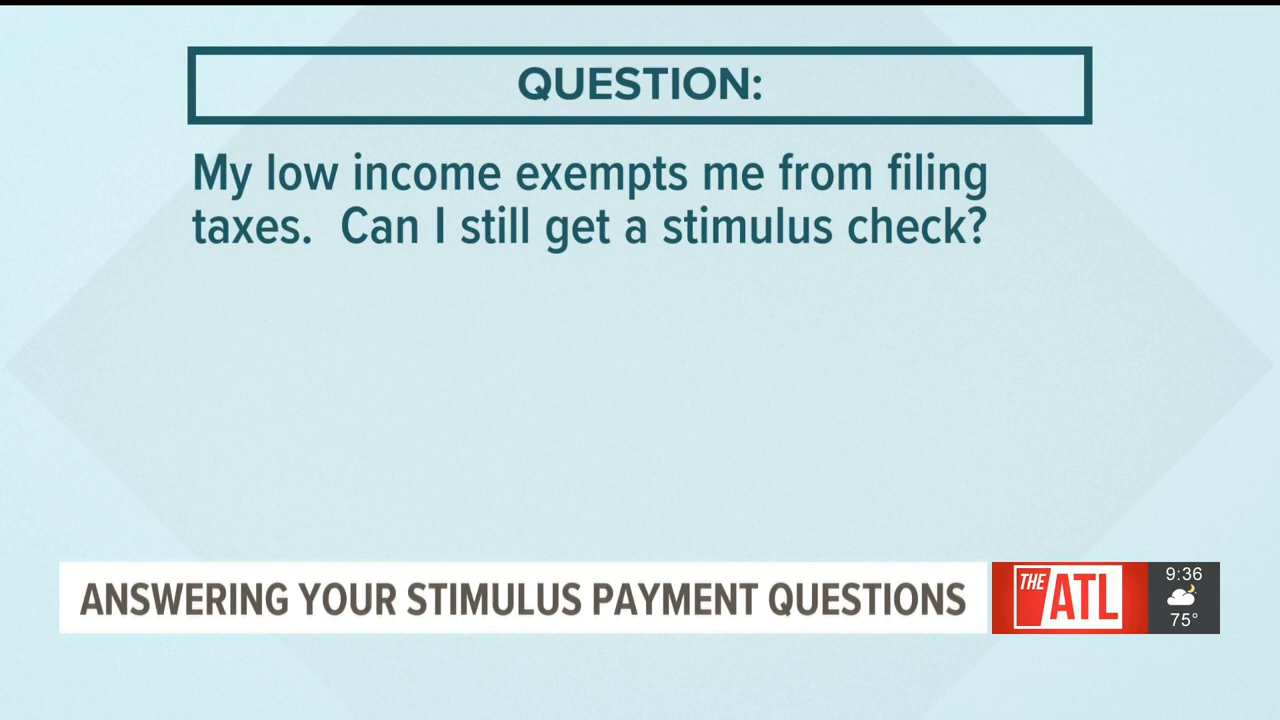 QUESTION:
My low income exempts me from filing
taxes. Can I still get a stimulus check?
ANSWERING YOUR STIMULUS PAYMENT QUESTIONS
THE ATL
9:36
75°